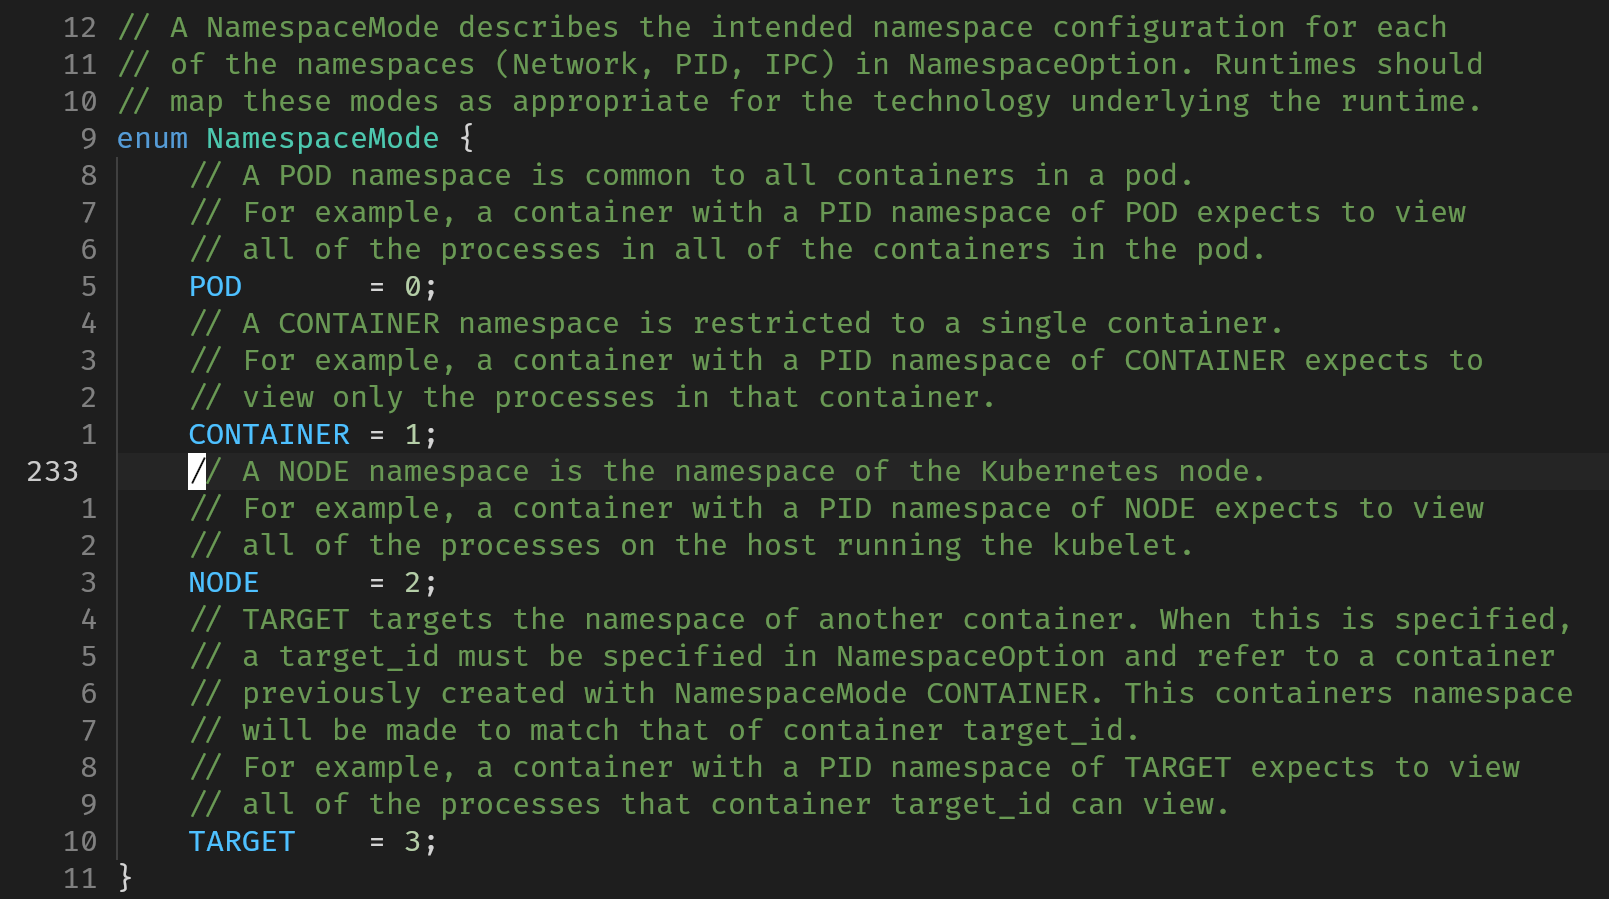 12 // A NamespaceMode describes the intended namespace configuration for each
11 // of the namespaces (Network, PID, IPC) in NamespaceOption. Runtimes should
10 // map these modes as appropriate for the technology underlying the runtime.
9 enum NamespaceMode {
8     // A POD namespace is common to all containers in a pod.
7     // For example, a container with a PID namespace of POD expects to view
6     // all of the processes in all of the containers in the pod.
5     POD       = 0;
4     // A CONTAINER namespace is restricted to a single container.
3     // For example, a container with a PID namespace of CONTAINER expects to
2     // view only the processes in that container.
1     CONTAINER = 1;
233     // A NODE namespace is the namespace of the Kubernetes node.
1     // For example, a container with a PID namespace of NODE expects to view
2     // all of the processes on the host running the kubelet.
3     NODE      = 2;
4     // TARGET targets the namespace of another container. When this is specified,
5     // a target_id must be specified in NamespaceOption and refer to a container
6     // previously created with NamespaceMode CONTAINER. This containers namespace
7     // will be made to match that of container target_id.
8     // For example, a container with a PID namespace of TARGET expects to view
9     // all of the processes that container target_id can view.
10     TARGET    = 3;
11 }